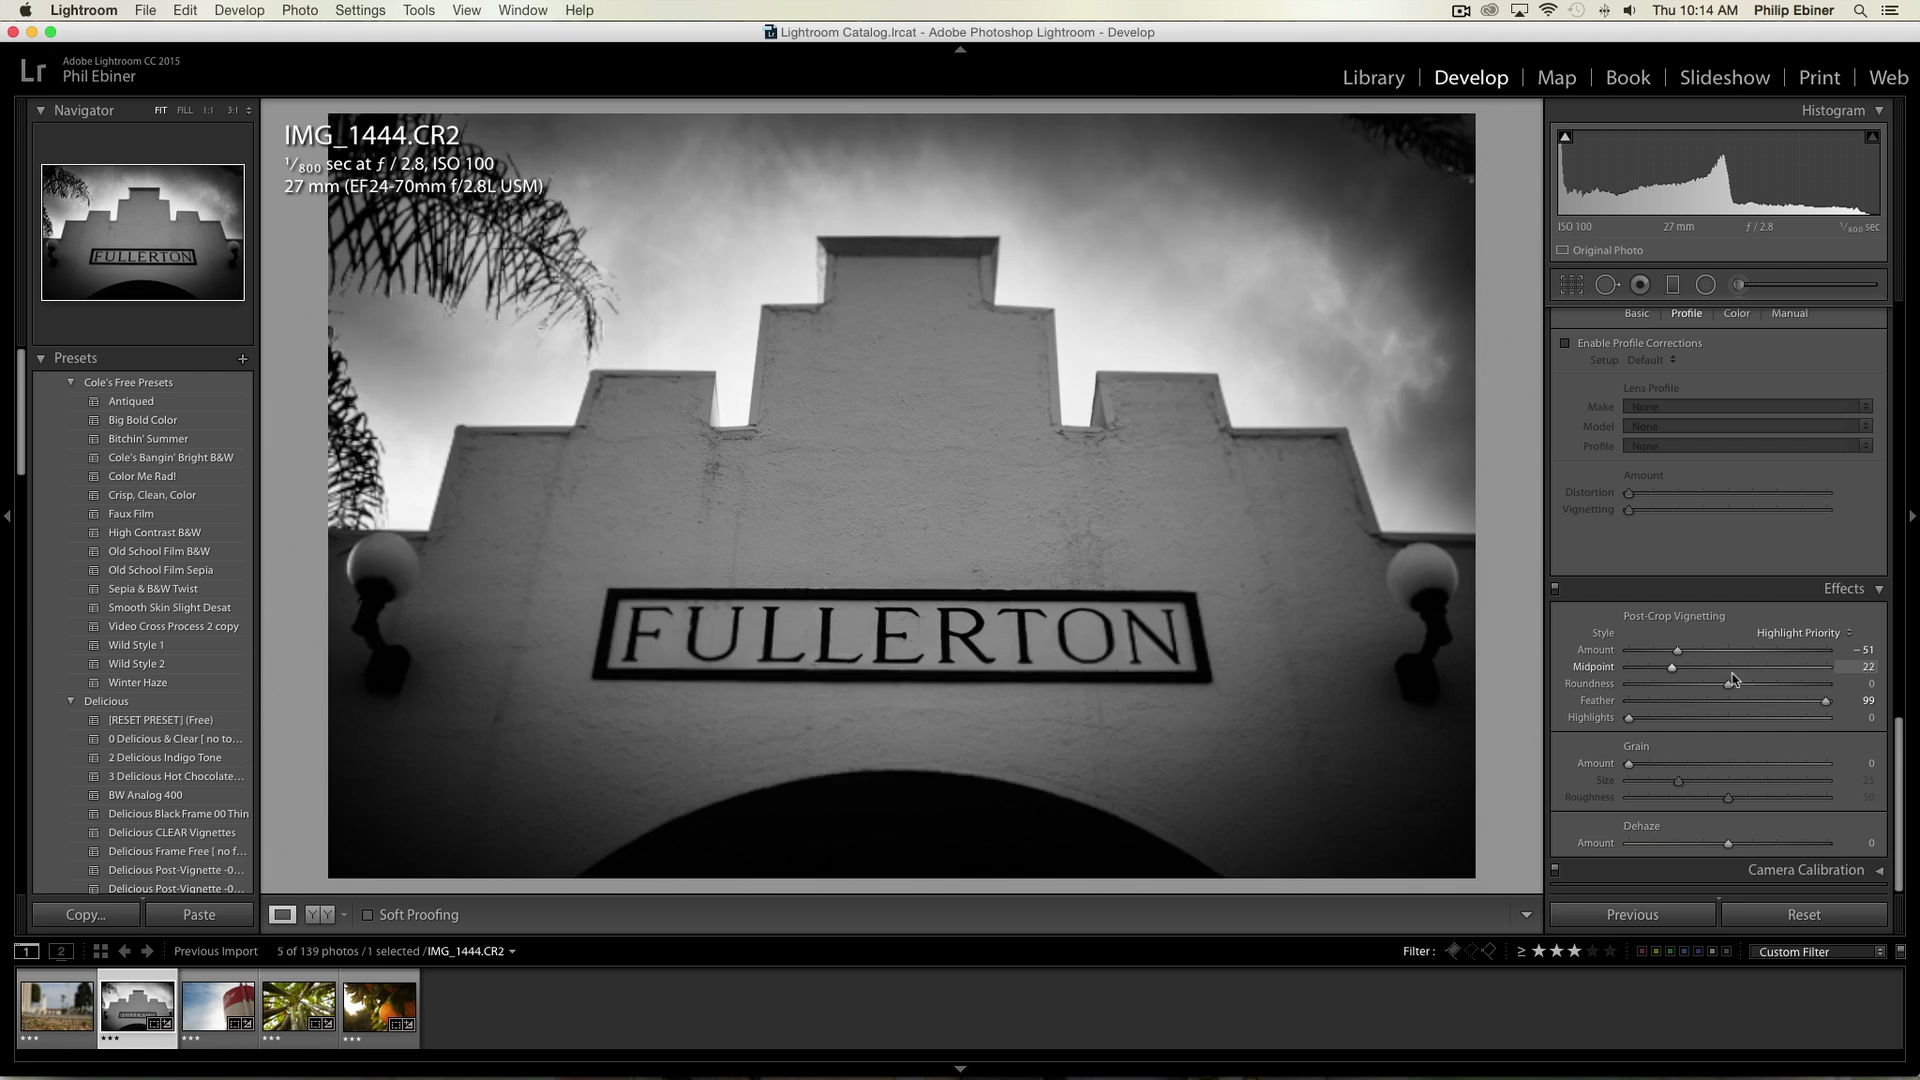 Lightroom File Edit Develop Photo Settings Tools View Window Help Thu 10:14 AM Philip Ebiner
Lightroom Catalog.lrcat - Adobe Photoshop Lightroom - Develop
Lr Adobe Lightroom CC 2015
Phil Ebiner
Library Develop Map Book Slideshow Print Web
Navigator FIT FILL 1:1 3:1
FULLERTON
Presets +
Cole's Free Presets
Antiqued
Big Bold Color
Bitchin' Summer
Cole's Bangin' Bright B&W
Color Me Rad!
Crisp, Clean, Color
Faux Film
High Contrast B&W
Old School Film B&W
Old School Film Sepia
Sepia & B&W Twist
Smooth Skin Slight Desat
Video Cross Process 2 copy
Wild Style 1
Wild Style 2
Winter Haze
Delicious
[RESET PRESET] (Free)
0 Delicious & Clear [ no to...
2 Delicious Indigo Tone
3 Delicious Hot Chocolate...
BW Analog 400
Delicious Black Frame 00 Thin
Delicious CLEAR Vignettes
Delicious Frame Free [ no f...
Delicious Post-Vignette -0...
Delicious Post-Vignette -0...
Copy... Paste
IMG_1444.CR2
1/800 sec at ƒ / 2.8, ISO 100
27 mm (EF24-70mm f/2.8L USM)
FULLERTON
Soft Proofing
Histogram
ISO 100 27 mm ƒ / 2.8 1/800 sec
Original Photo
Basic Profile Color Manual
Enable Profile Corrections
Setup Default
Lens Profile
Make None
Model None
Profile None
Amount
Distortion
Vignetting
Effects
Post-Crop Vignetting
Style Highlight Priority
Amount – 51
Midpoint 22
Roundness 0
Feather 99
Highlights 0
Grain
Amount 0
Size 25
Roughness 50
Dehaze
Amount 0
Camera Calibration
Previous Reset
1 2 Previous Import 5 of 139 photos / 1 selected / IMG_1444.CR2 Filter : ≥ ★★★ Custom Filter